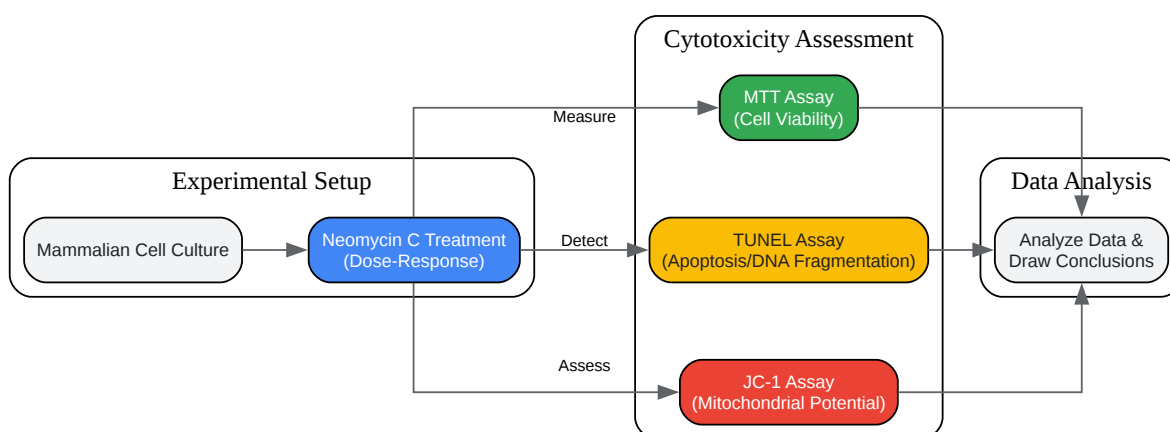 Cytotoxicity Assessment
MTT Assay
(Cell Viability)
Measure
Experimental Setup
Data Analysis
Mammalian Cell Culture
Neomycin C Treatment
(Dose-Response)
Detect
TUNEL Assay
(Apoptosis/DNA Fragmentation)
Analyze Data &
Draw Conclusions
Assess
JC-1 Assay
(Mitochondrial Potential)